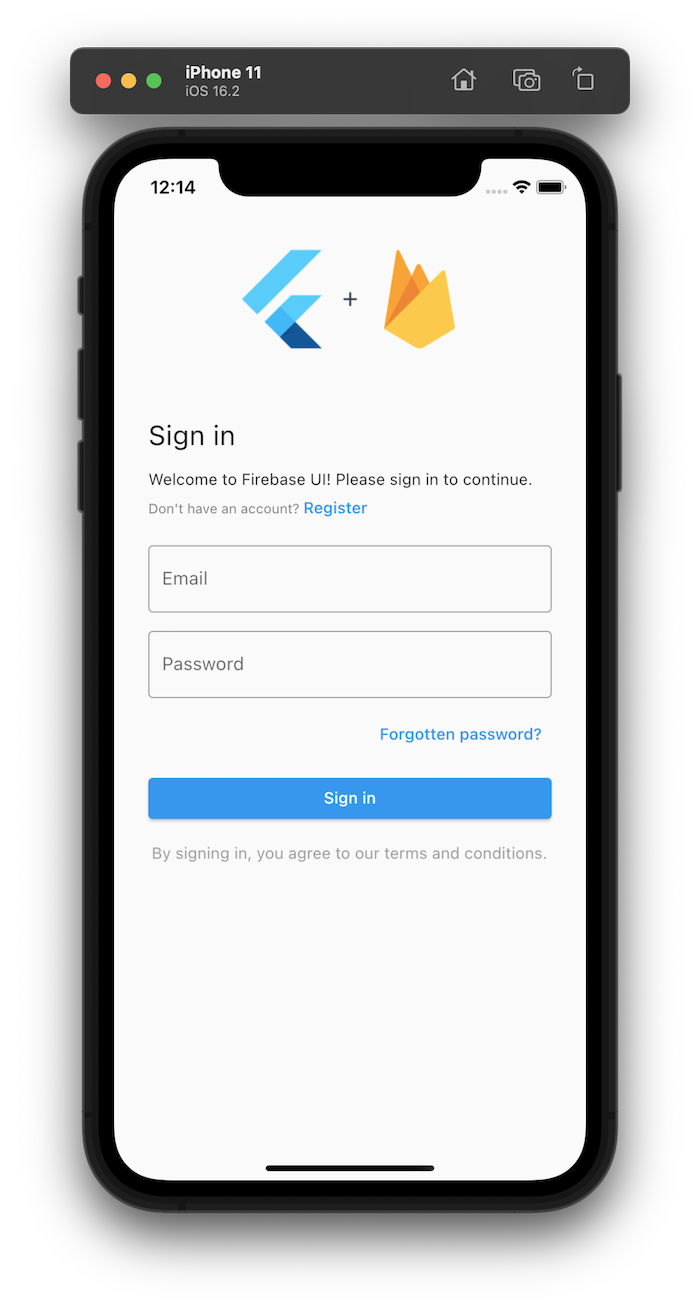 iPhone 11
iOS 16.2
12:14
+
Sign in
Welcome to Firebase UI! Please sign in to continue.
Don't have an account? Register
Email
Password
Forgotten password?
Sign in
By signing in, you agree to our terms and conditions.